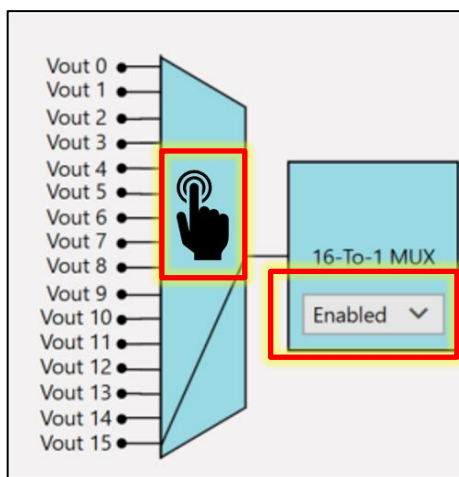 Vout 0
Vout 1
Vout 2
Vout 3
Vout 4
Vout 5
Vout 6
Vout 7
Vout 8
Vout 9
Vout 10
Vout 11
Vout 12
Vout 13
Vout 14
Vout 15
16-To-1 MUX
Enabled